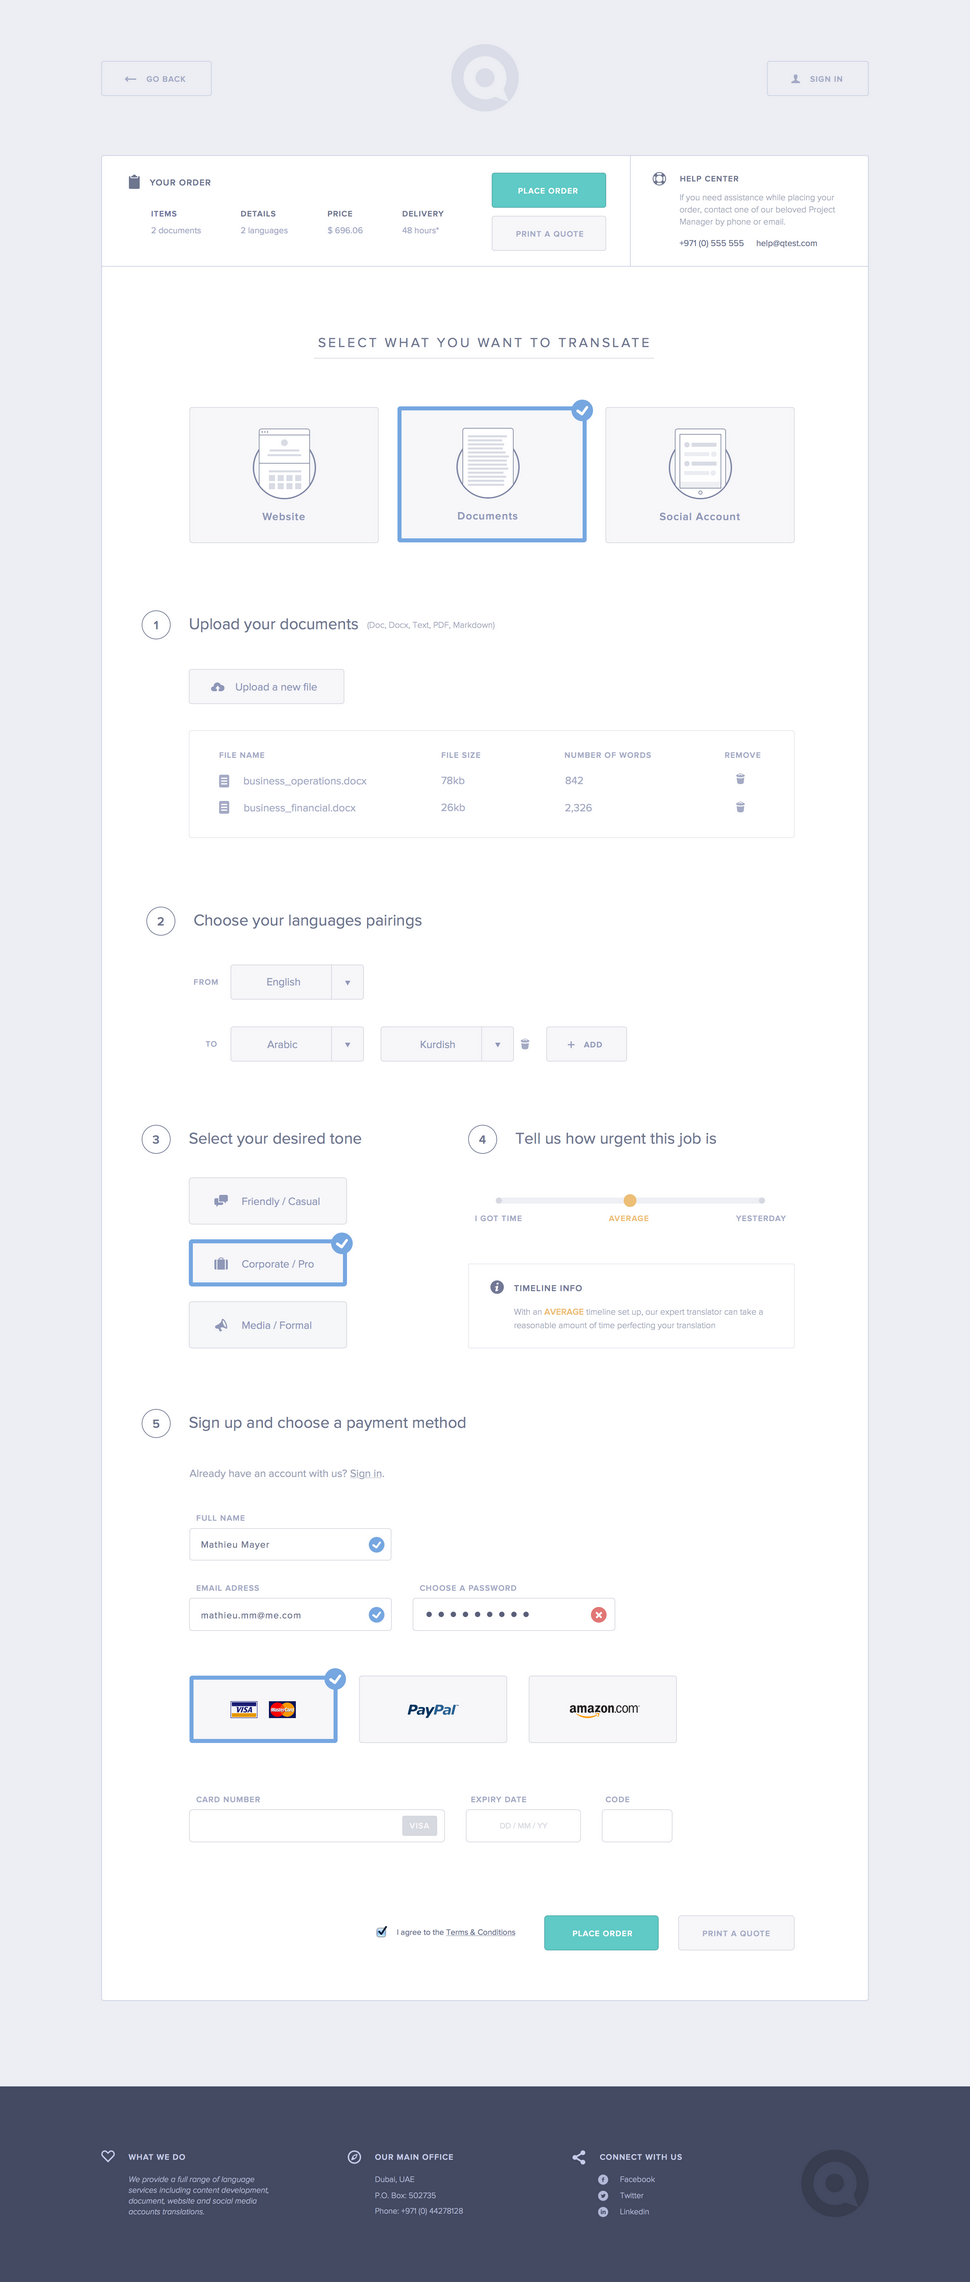 GO BACK
SIGN IN
YOUR ORDER
ITEMS DETAILS PRICE DELIVERY
2 documents 2 languages $ 696.06 48 hours*
PLACE ORDER
PRINT A QUOTE
HELP CENTER
If you need assistance while placing your
order, contact one of our beloved Project
Manager by phone or email.
+971 (0) 555 555 help@qtest.com
SELECT WHAT YOU WANT TO TRANSLATE
Website Documents Social Account
1 Upload your documents (Doc, Docx, Text, PDF, Markdown)
Upload a new file
FILE NAME FILE SIZE NUMBER OF WORDS REMOVE
business_operations.docx 78kb 842
business_financial.docx 26kb 2,326
2 Choose your languages pairings
FROM English
TO Arabic Kurdish + ADD
3 Select your desired tone
Friendly / Casual
Corporate / Pro
Media / Formal
4 Tell us how urgent this job is
I GOT TIME AVERAGE YESTERDAY
TIMELINE INFO
With an AVERAGE timeline set up, our expert translator can take a
reasonable amount of time perfecting your translation
5 Sign up and choose a payment method
Already have an account with us? Sign in.
FULL NAME
Mathieu Mayer
EMAIL ADRESS CHOOSE A PASSWORD
mathieu.mm@me.com
VISA MasterCard PayPal amazon.com
CARD NUMBER EXPIRY DATE CODE
VISA DD / MM / YY
I agree to the Terms & Conditions PLACE ORDER PRINT A QUOTE
WHAT WE DO
We provide a full range of language
services including content development,
document, website and social media
accounts translations.
OUR MAIN OFFICE
Dubai, UAE
P.O. Box: 502735
Phone: +971 (0) 44278128
CONNECT WITH US
Facebook
Twitter
Linkedin